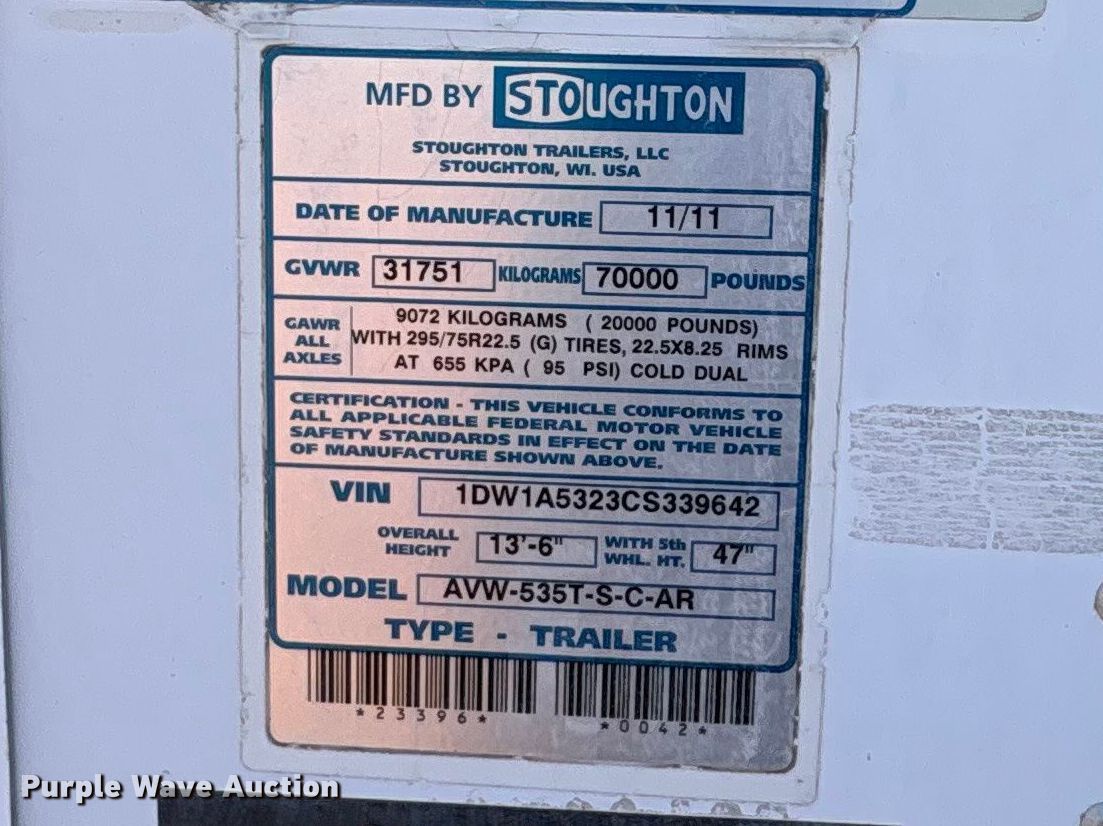 MFD BY STOUGHTON
STOUGHTON TRAILERS, LLC
STOUGHTON, WI. USA
DATE OF MANUFACTURE 11/11
GVWR 31751 KILOGRAMS 70000 POUNDS
GAWR ALL AXLES
9072 KILOGRAMS ( 20000 POUNDS)
WITH 295/75R22.5 (G) TIRES, 22.5X8.25 RIMS
AT 655 KPA ( 95 PSI) COLD DUAL
CERTIFICATION - THIS VEHICLE CONFORMS TO
ALL APPLICABLE FEDERAL MOTOR VEHICLE
SAFETY STANDARDS IN EFFECT ON THE DATE
OF MANUFACTURE SHOWN ABOVE.
VIN 1DW1A5323CS339642
OVERALL HEIGHT 13'-6" WITH 5th WHL. HT. 47"
MODEL AVW-535T-S-C-AR
TYPE - TRAILER
*23396* *0042*
Purple Wave Auction